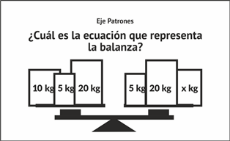 Eje Patrones
¿Cuál es la ecuación que representa
la balanza?
10 kg 5 kg 20 kg 5 kg 20 kg x kg